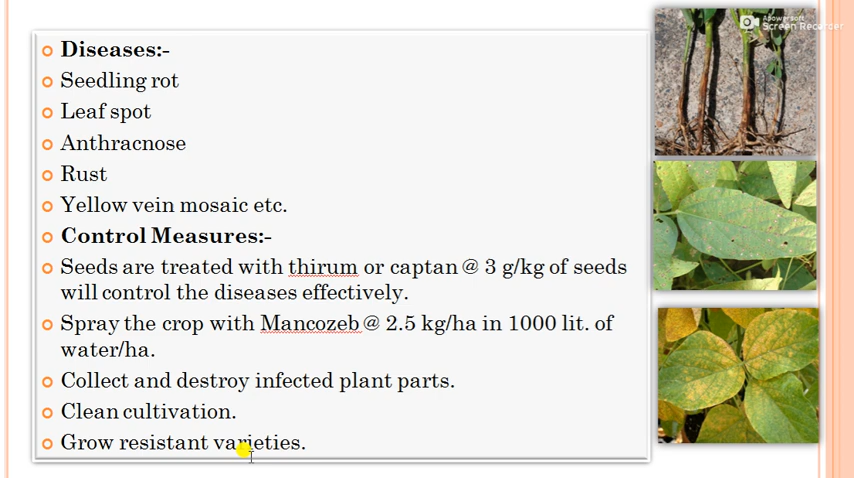 Apowersoft
Screen Recorder
Diseases:-
Seedling rot
Leaf spot
Anthracnose
Rust
Yellow vein mosaic etc.
Control Measures:-
Seeds are treated with thirum or captan @ 3 g/kg of seeds
will control the diseases effectively.
Spray the crop with Mancozeb @ 2.5 kg/ha in 1000 lit. of
water/ha.
Collect and destroy infected plant parts.
Clean cultivation.
Grow resistant varieties.